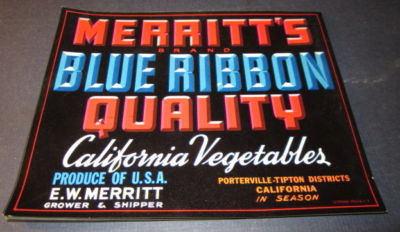 MERRITT'S
BRAND
BLUE RIBBON
QUALITY
California Vegetables
PRODUCE OF U.S.A.
E.W. MERRITT
GROWER & SHIPPER
PORTERVILLE-TIPTON DISTRICTS
CALIFORNIA
IN SEASON